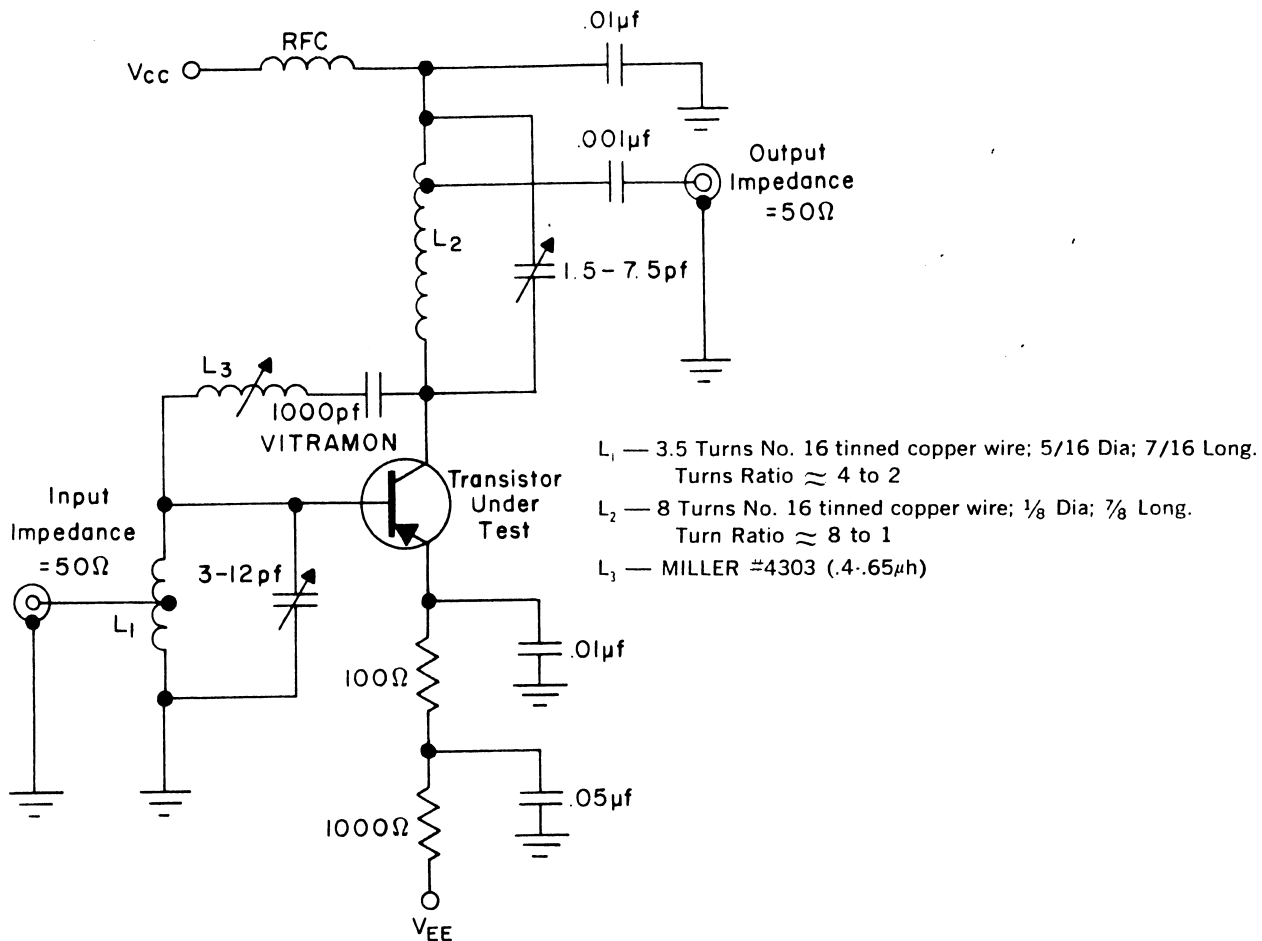 .01µf
RFC
VCC
.001µf
Output
Impedance
=50Ω
L2
1.5-7.5pf
L3
1000pf
VITRAMON
Transistor
Under
Test
L1 — 3.5 Turns No. 16 tinned copper wire; 5/16 Dia; 7/16 Long.
Turns Ratio ≈ 4 to 2
L2 — 8 Turns No. 16 tinned copper wire; ⅛ Dia; ⅞ Long.
Turn Ratio ≈ 8 to 1
L3 — MILLER #4303 (.4-.65µh)
Input
Impedance
=50Ω
3-12pf
L1
.01µf
100Ω
.05µf
1000Ω
VEE